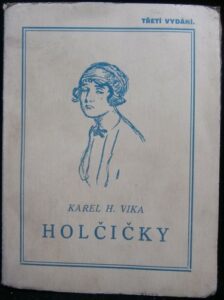 TŘETÍ VYDÁNÍ.
KAREL H. VIKA
HOLČIČKY